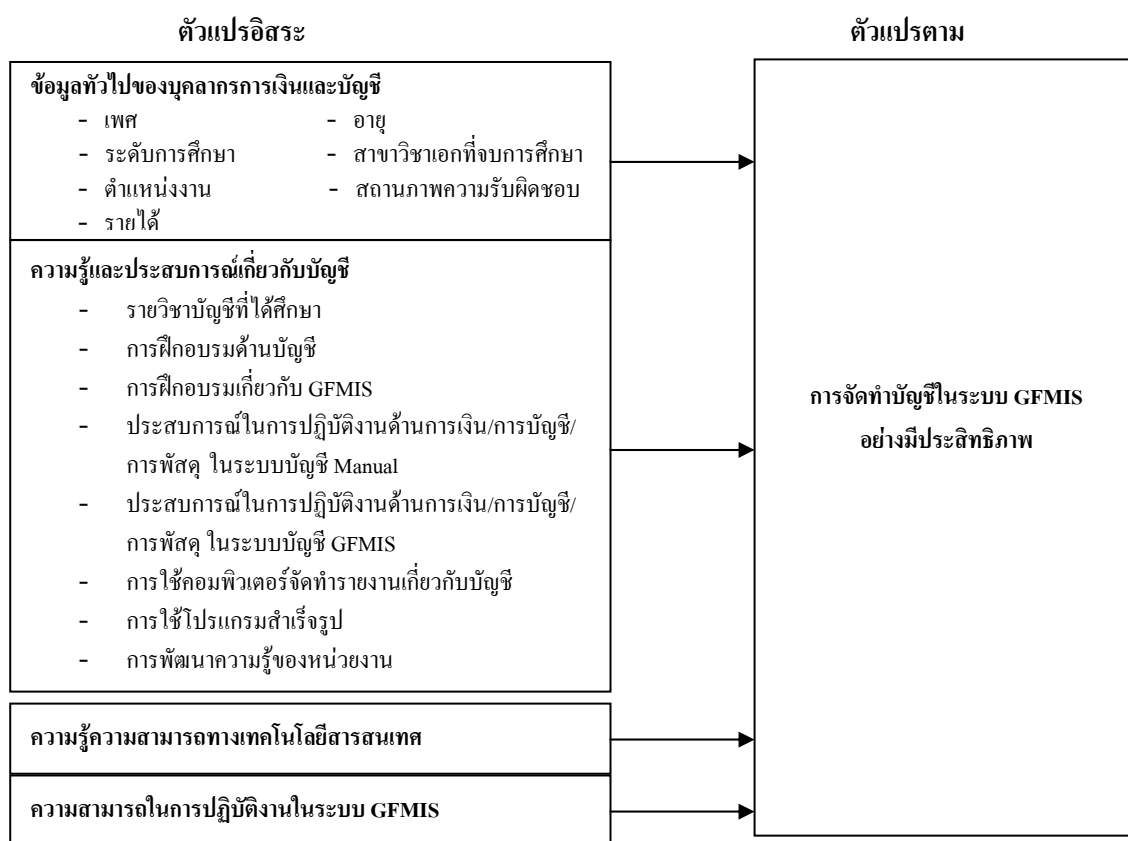 ตัวแปรอิสระ
ตัวแปรตาม
ข้อมูลทั่วไปของบุคลากรการเงินและบัญชี
- เพศ - อายุ
- ระดับการศึกษา - สาขาวิชาเอกที่จบการศึกษา
- ตำแหน่งงาน - สถานภาพความรับผิดชอบ
- รายได้
ความรู้และประสบการณ์เกี่ยวกับบัญชี
- รายวิชาบัญชีที่ได้ศึกษา
- การฝึกอบรมด้านบัญชี
- การฝึกอบรมเกี่ยวกับ GFMIS
- ประสบการณ์ในการปฏิบัติงานด้านการเงิน/การบัญชี/
การพัสดุ ในระบบบัญชี Manual
- ประสบการณ์ในการปฏิบัติงานด้านการเงิน/การบัญชี/
การพัสดุ ในระบบบัญชี GFMIS
- การใช้คอมพิวเตอร์จัดทำรายงานเกี่ยวกับบัญชี
- การใช้โปรแกรมสำเร็จรูป
- การพัฒนาความรู้ของหน่วยงาน
ความรู้ความสามารถทางเทคโนโลยีสารสนเทศ
ความสามารถในการปฏิบัติงานในระบบ GFMIS
การจัดทำบัญชีในระบบ GFMIS
อย่างมีประสิทธิภาพ